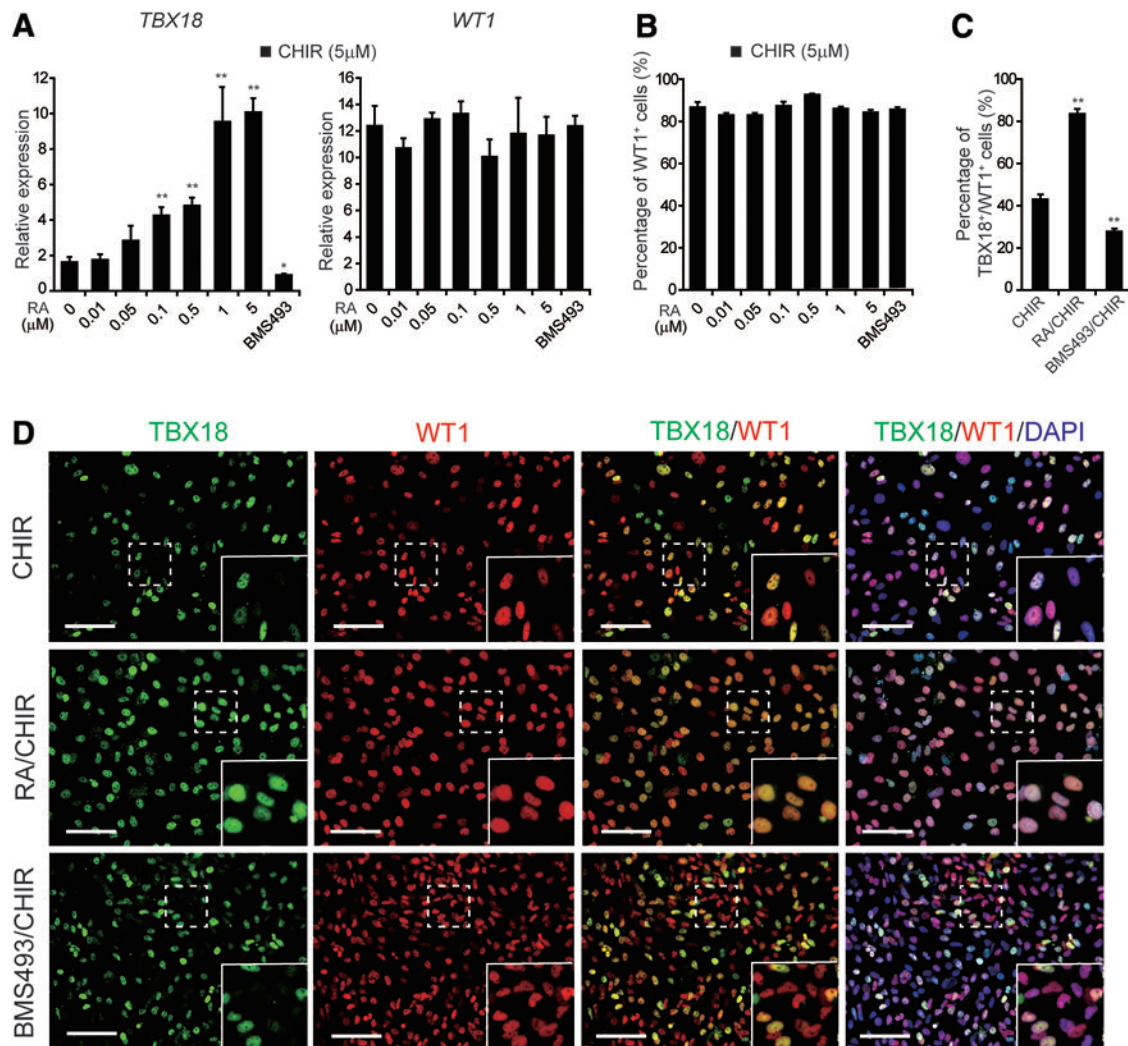 A
TBX18
WT1
CHIR (5μM)
Relative expression
12
10
8
6
4
2
0
**
**
**
**
*
RA
(μM)
0
0.01
0.05
0.1
0.5
1
5
BMS493
Relative expression
16
14
12
10
8
6
4
2
0
RA
(μM)
0
0.01
0.05
0.1
0.5
1
5
BMS493
B
CHIR (5μM)
Percentage of WT1+ cells (%)
100
80
60
40
20
0
RA
(μM)
0
0.01
0.05
0.1
0.5
1
5
BMS493
C
Percentage of
TBX18+/WT1+ cells (%)
100
80
60
40
20
0
**
**
CHIR
RA/CHIR
BMS493/CHIR
D
TBX18
WT1
TBX18/WT1
TBX18/WT1/DAPI
CHIR
RA/CHIR
BMS493/CHIR